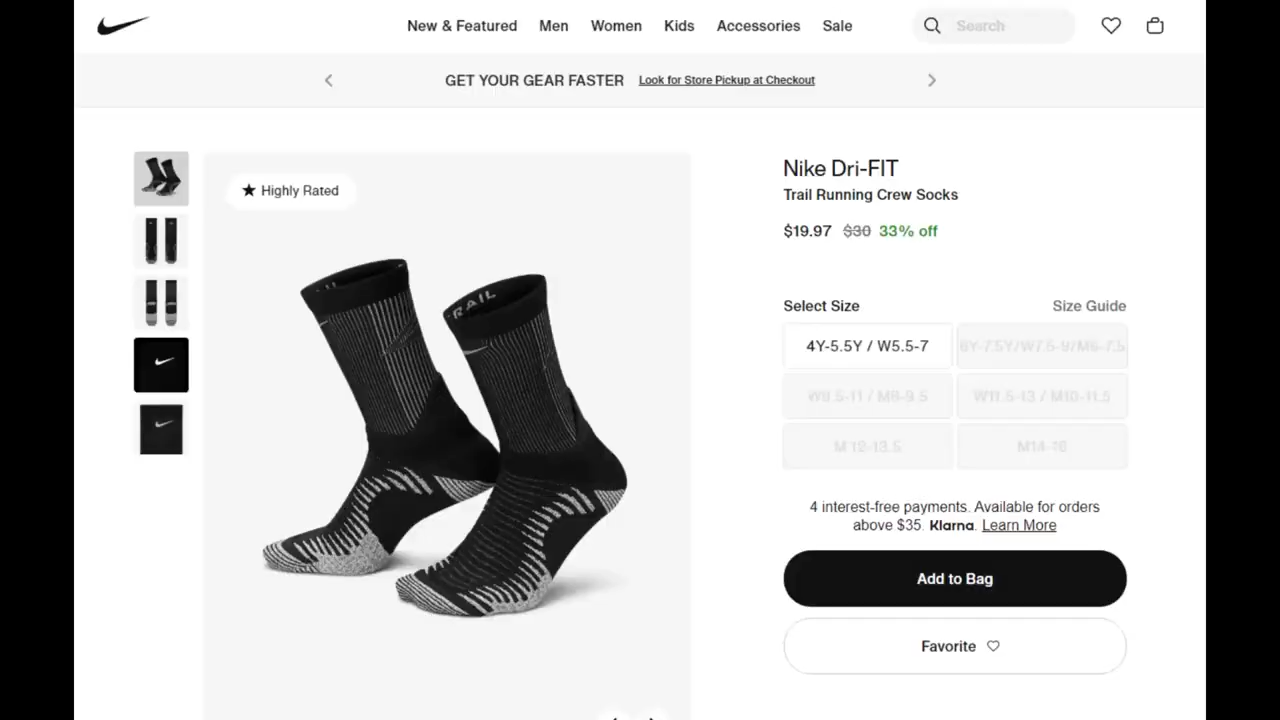 New & Featured Men Women Kids Accessories Sale Search
GET YOUR GEAR FASTER Look for Store Pickup at Checkout
★ Highly Rated
RAIL
Nike Dri-FIT
Trail Running Crew Socks
$19.97 $30 33% off
Select Size Size Guide
4Y-5.5Y / W5.5-7 6Y-7.5Y/W7.5-9/M6-7.5
W9.5-11 / M8-9.5 W11.5-13 / M10-11.5
M 12-13.5 M14-16
4 interest-free payments. Available for orders
above $35. Klarna. Learn More
Add to Bag
Favorite